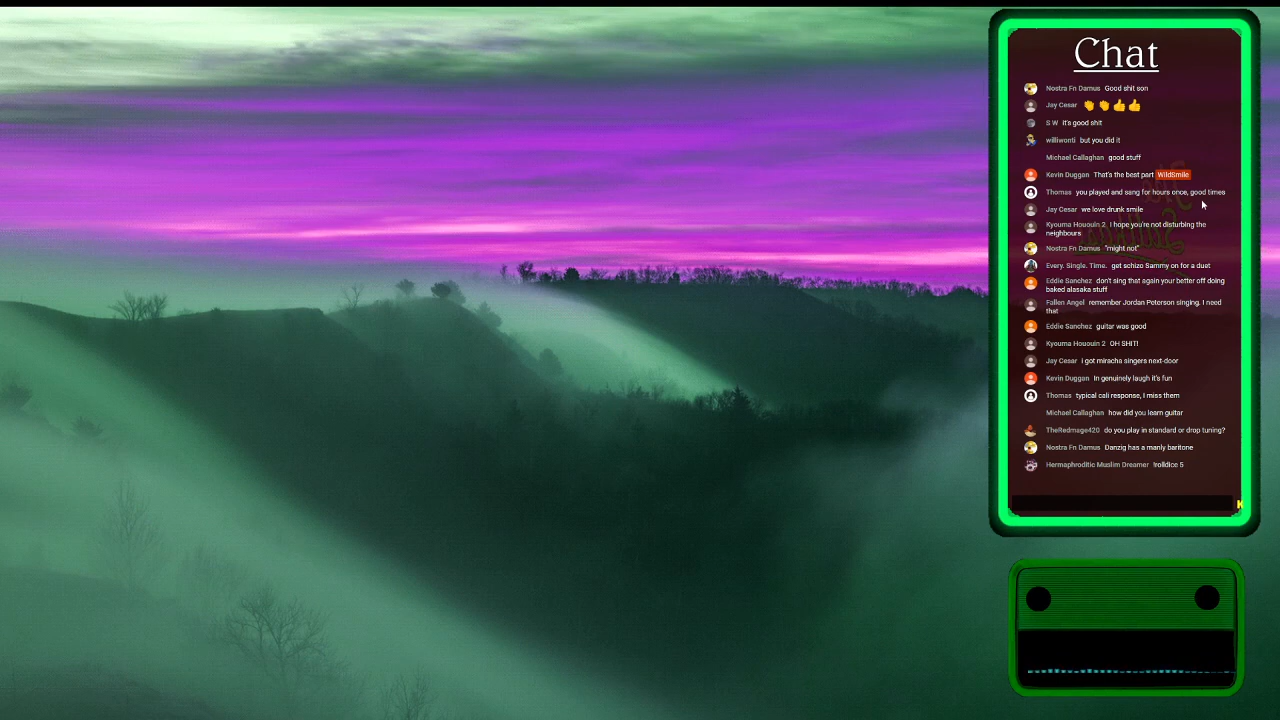 Chat
Nostra Fn Damus Good shit son
Jay Cesar 👏 👏 👍 👍
S W it's good shit
williwonti but you did it
Michael Callaghan good stuff
Kevin Duggan That's the best part WildSmile
Thomas you played and sang for hours once, good times
Jay Cesar we love drunk smile
Kyouma Hououin 2 I hope you're not disturbing the
neighbours
Nostra Fn Damus "might not"
Every. Single. Time. get schizo Sammy on for a duet
Eddie Sanchez don't sing that again your better off doing
baked alasaka stuff
Fallen Angel remember Jordan Peterson singing. I need
that
Eddie Sanchez guitar was good
Kyouma Hououin 2 OH SHIT!
Jay Cesar i got miracha singers next-door
Kevin Duggan In genuinely laugh it's fun
Thomas typical cali response, I miss them
Michael Callaghan how did you learn guitar
TheRedmage420 do you play in standard or drop tuning?
Nostra Fn Damus Danzig has a manly baritone
Hermaphroditic Muslim Dreamer !rolldice 5